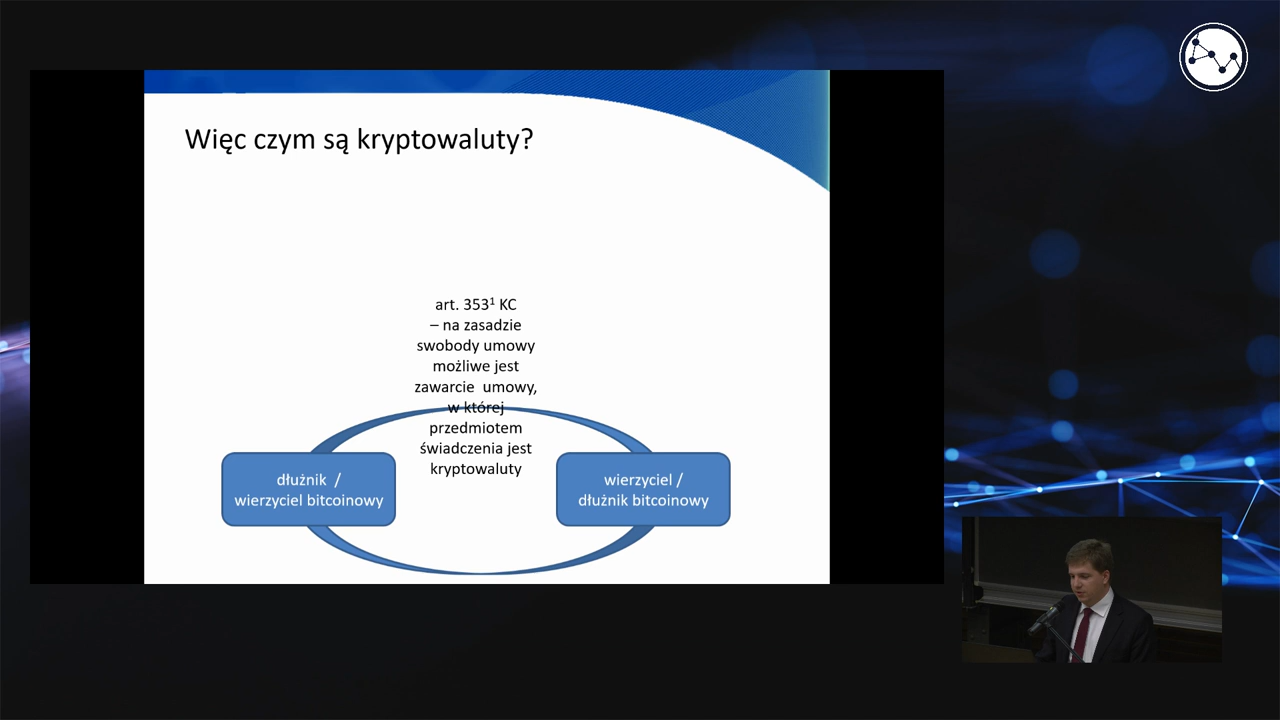 Więc czym są kryptowaluty?
art. 353¹ KC
– na zasadzie
swobody umowy
możliwe jest
zawarcie umowy,
w której
przedmiotem
świadczenia jest
kryptowaluty
dłużnik /
wierzyciel bitcoinowy
wierzyciel /
dłużnik bitcoinowy